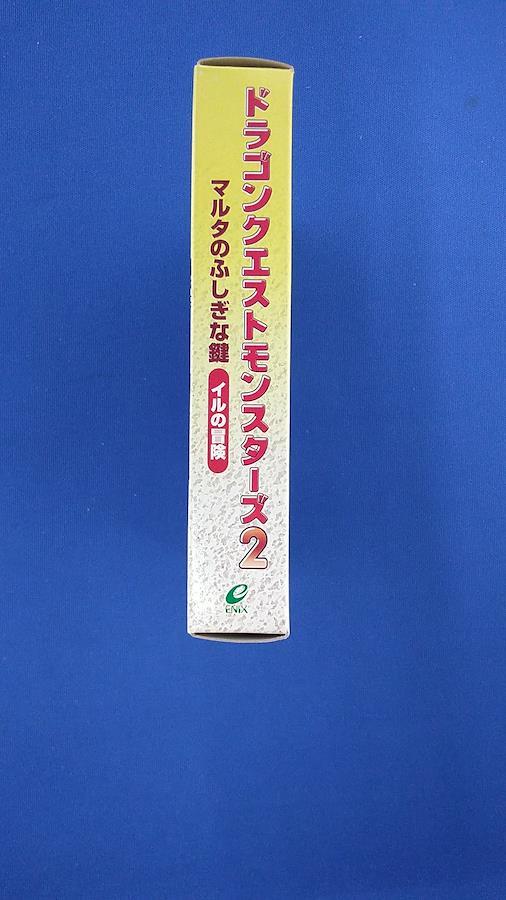 ドラゴンクエストモンスターズ2
マルタのふしぎな鍵
イルの冒険
ENIX